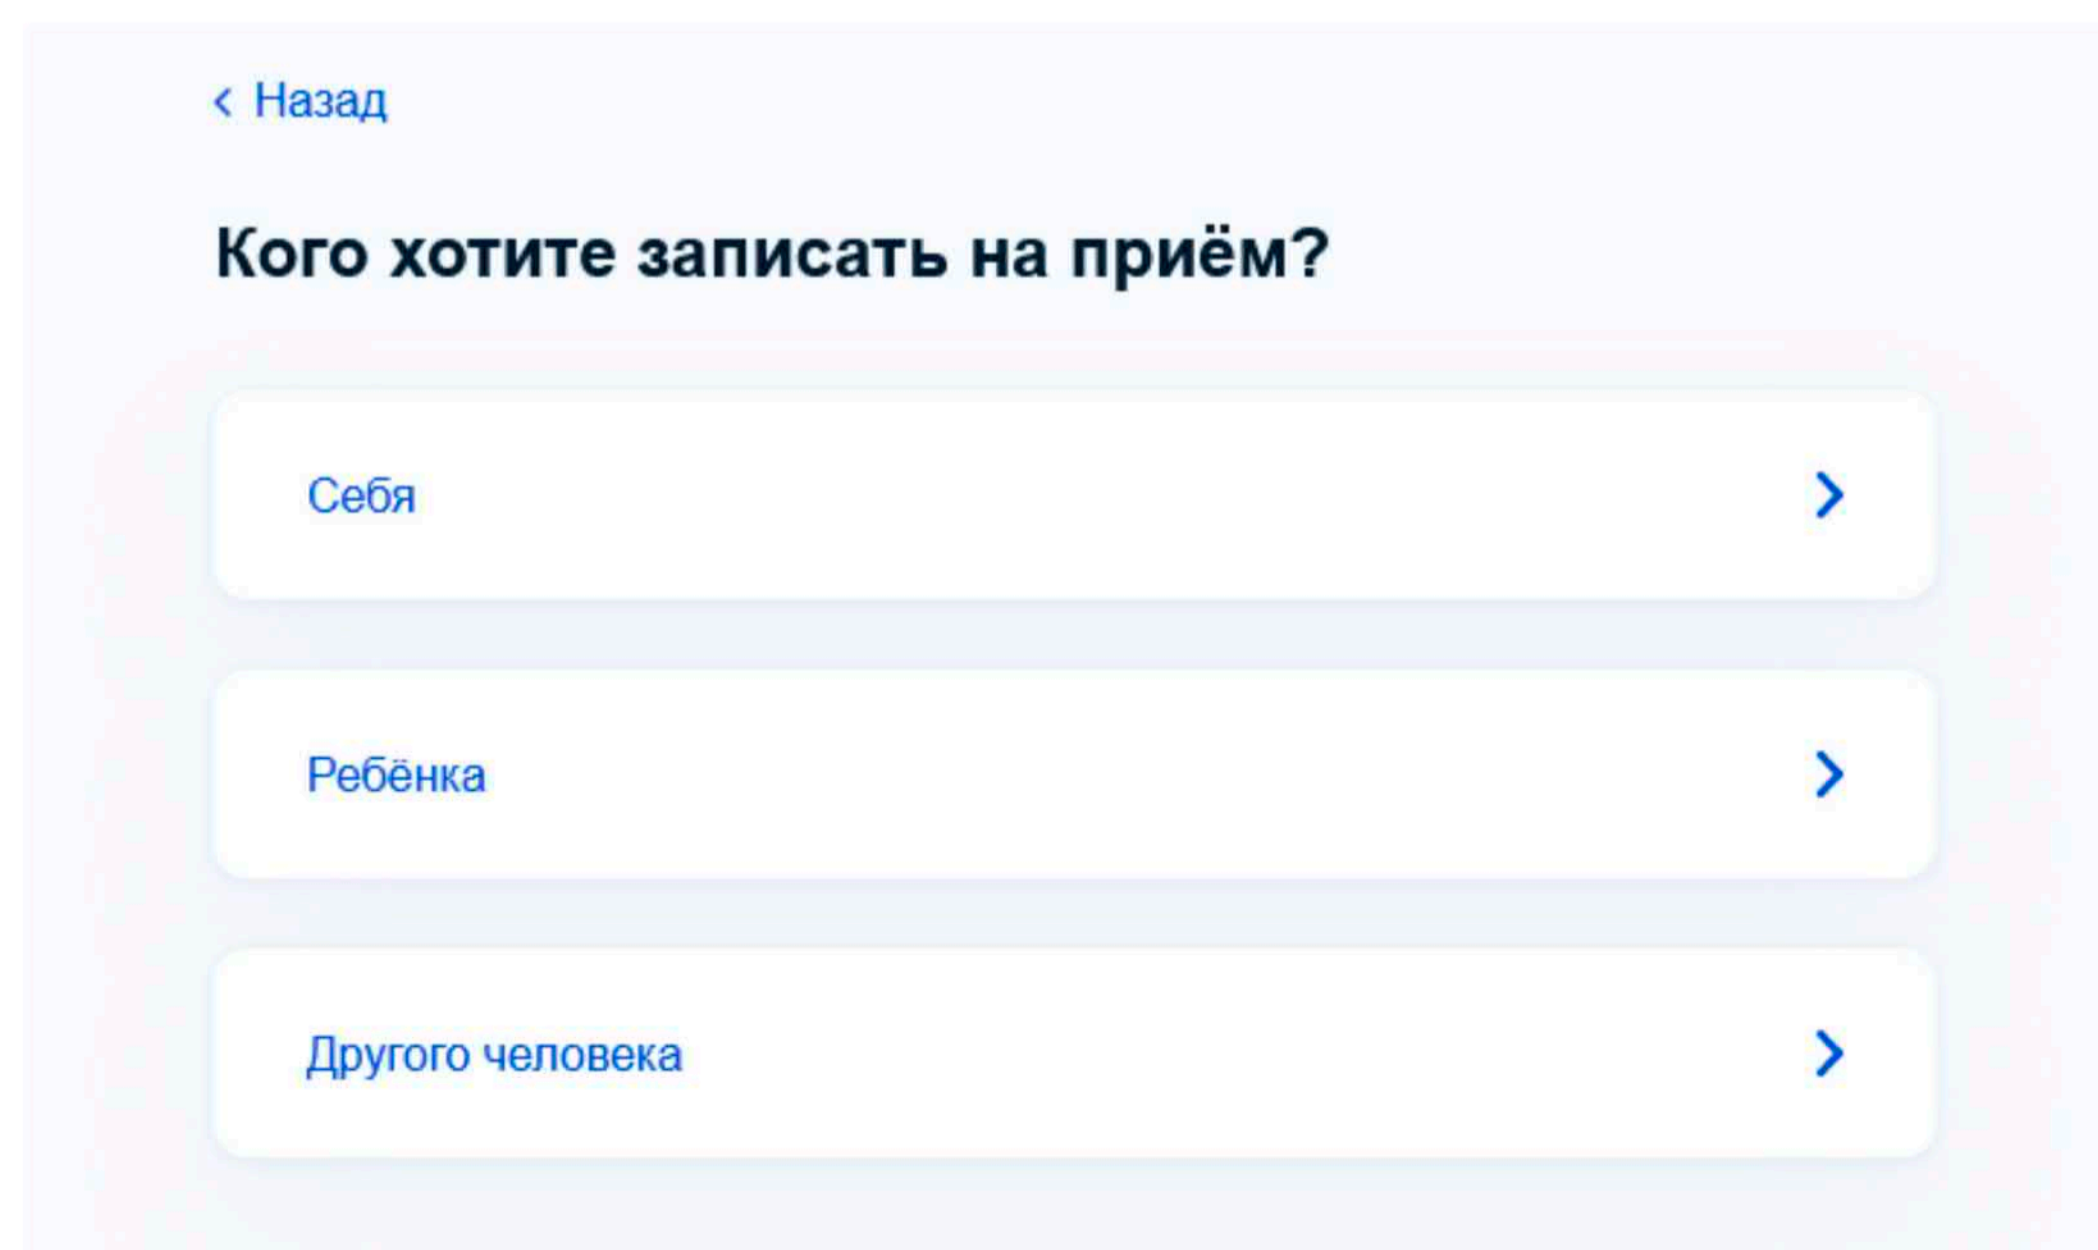 Назад
Кого хотите записать на приём?
Себя
Ребёнка
Другого человека